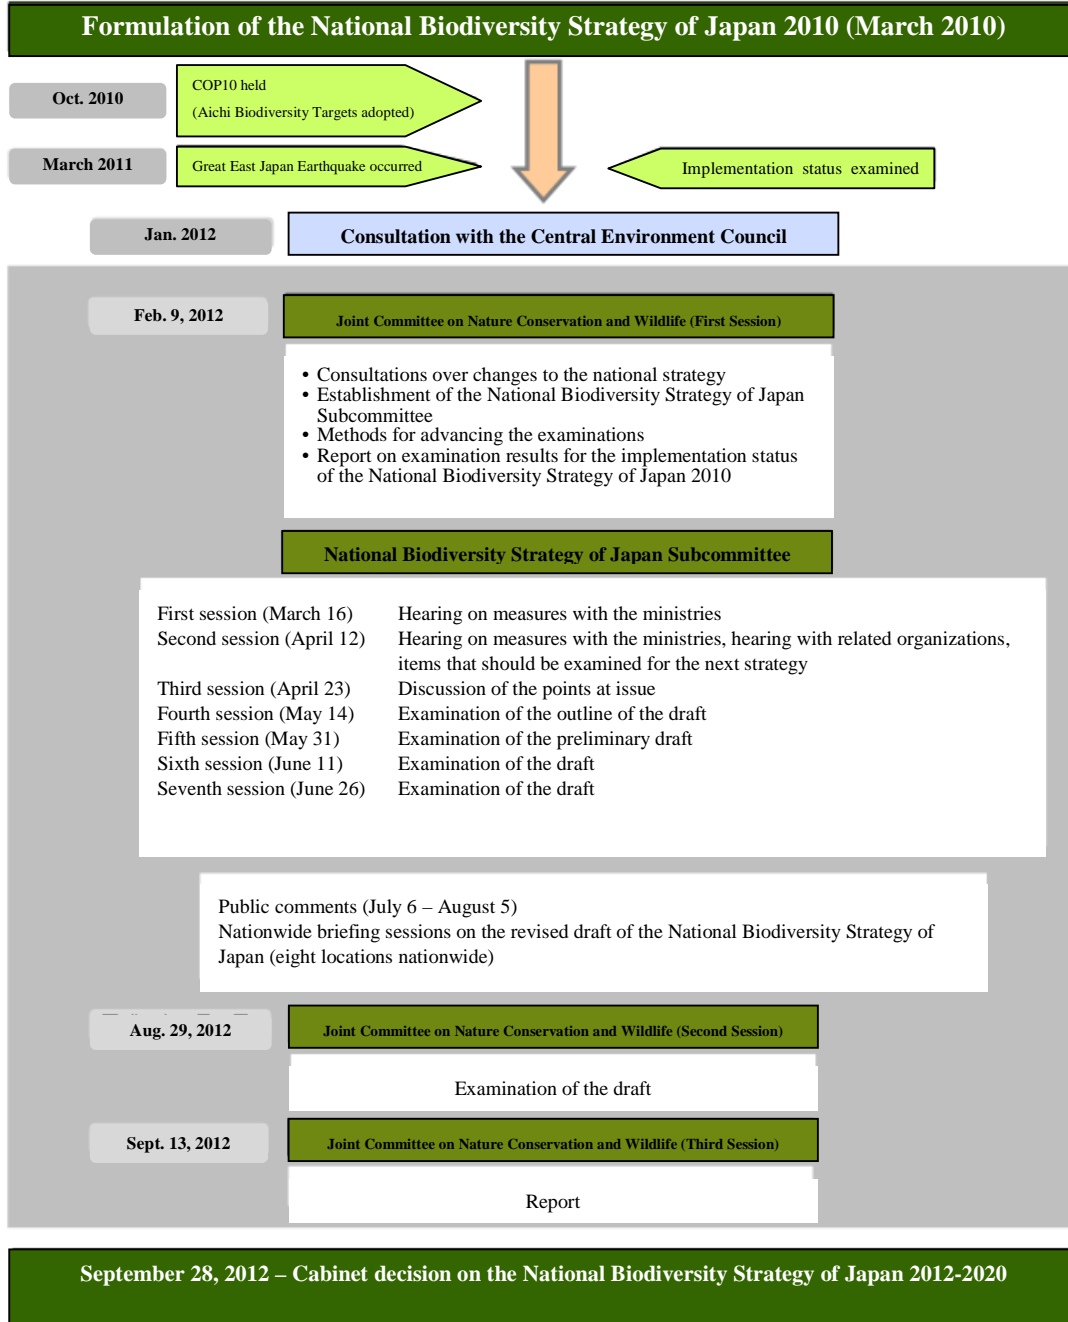 Formulation of the National Biodiversity Strategy of Japan 2010 (March 2010)
Oct. 2010
COP10 held
(Aichi Biodiversity Targets adopted)
March 2011
Great East Japan Earthquake occurred
Implementation status examined
Jan. 2012
Consultation with the Central Environment Council
Feb. 9, 2012
Joint Committee on Nature Conservation and Wildlife (First Session)
• Consultations over changes to the national strategy
• Establishment of the National Biodiversity Strategy of Japan
Subcommittee
• Methods for advancing the examinations
• Report on examination results for the implementation status
of the National Biodiversity Strategy of Japan 2010
National Biodiversity Strategy of Japan Subcommittee
First session (March 16) Hearing on measures with the ministries
Second session (April 12) Hearing on measures with the ministries, hearing with related organizations,
items that should be examined for the next strategy
Third session (April 23) Discussion of the points at issue
Fourth session (May 14) Examination of the outline of the draft
Fifth session (May 31) Examination of the preliminary draft
Sixth session (June 11) Examination of the draft
Seventh session (June 26) Examination of the draft
Public comments (July 6 – August 5)
Nationwide briefing sessions on the revised draft of the National Biodiversity Strategy of
Japan (eight locations nationwide)
Aug. 29, 2012
Joint Committee on Nature Conservation and Wildlife (Second Session)
Examination of the draft
Sept. 13, 2012
Joint Committee on Nature Conservation and Wildlife (Third Session)
Report
September 28, 2012 – Cabinet decision on the National Biodiversity Strategy of Japan 2012-2020